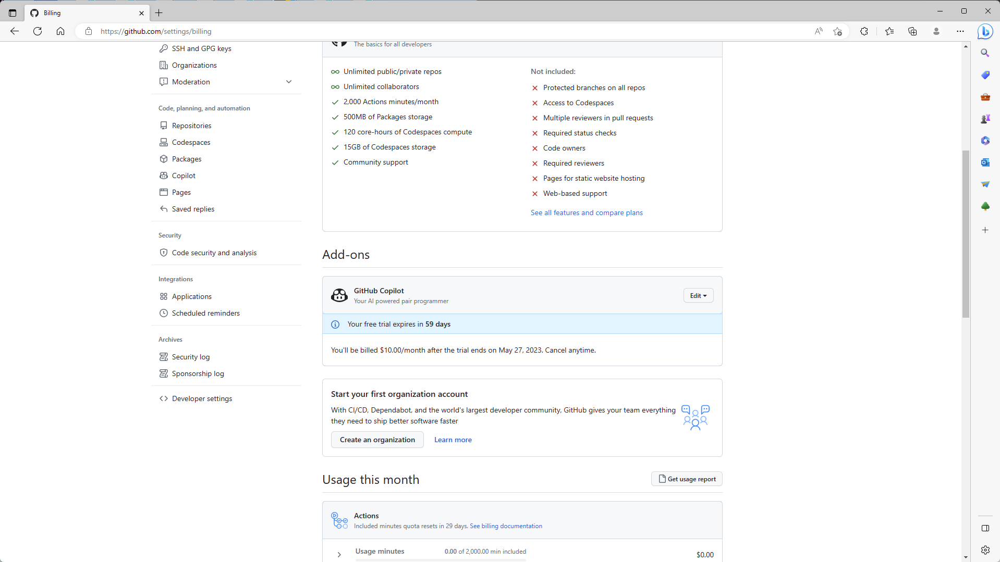 Billing
https://github.com/settings/billing
SSH and GPG keys
Organizations
Moderation
Code, planning, and automation
Repositories
Codespaces
Packages
Copilot
Pages
Saved replies
Security
Code security and analysis
Integrations
Applications
Scheduled reminders
Archives
Security log
Sponsorship log
Developer settings
The basics for all developers
Unlimited public/private repos
Unlimited collaborators
2,000 Actions minutes/month
500MB of Packages storage
120 core-hours of Codespaces compute
15GB of Codespaces storage
Community support
Not included:
Protected branches on all repos
Access to Codespaces
Multiple reviewers in pull requests
Required status checks
Code owners
Required reviewers
Pages for static website hosting
Web-based support
See all features and compare plans
Add-ons
GitHub Copilot
Your AI powered pair programmer
Edit
Your free trial expires in 59 days
You'll be billed $10.00/month after the trial ends on May 27, 2023. Cancel anytime.
Start your first organization account
With CI/CD, Dependabot, and the world's largest developer community, GitHub gives your team everything
they need to ship better software faster
Create an organization
Learn more
Usage this month
Get usage report
Actions
Included minutes quota resets in 29 days. See billing documentation
Usage minutes
0.00 of 2,000.00 min included
$0.00